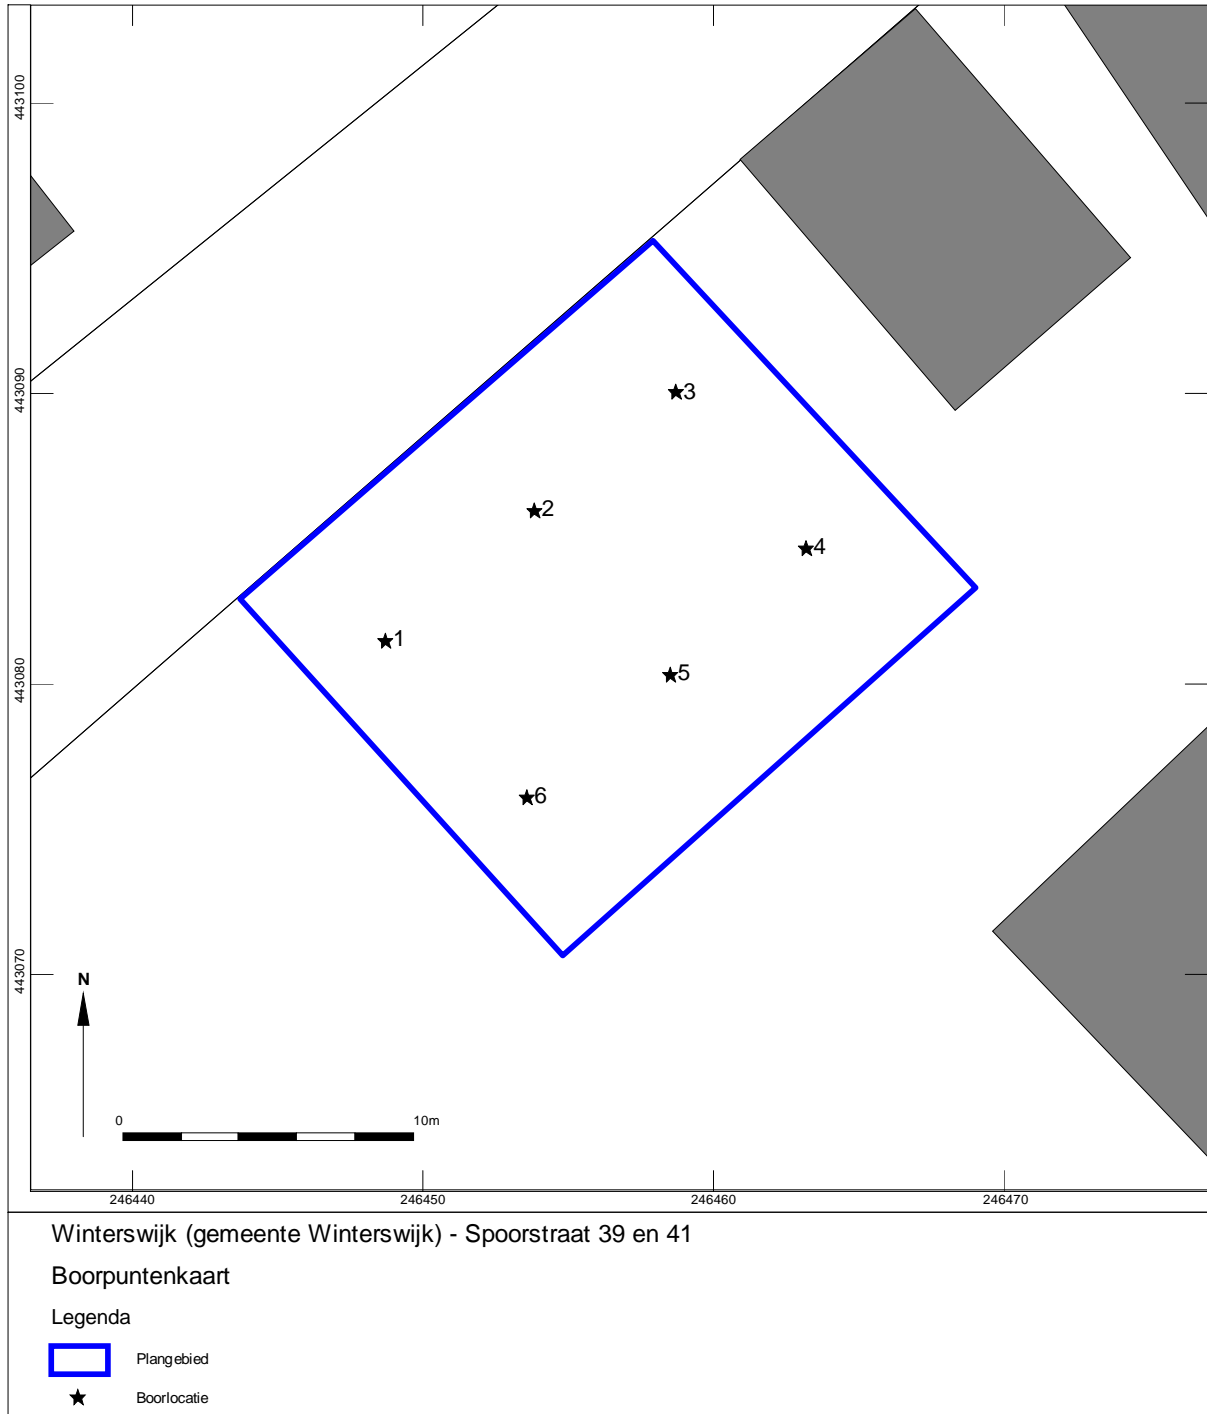 443100
443090
443080
443070
3
2
4
1
5
6
N
0 10m
246440 246450 246460 246470
Winterswijk (gemeente Winterswijk) - Spoorstraat 39 en 41
Boorpuntenkaart
Legenda
Plangebied
Boorlocatie